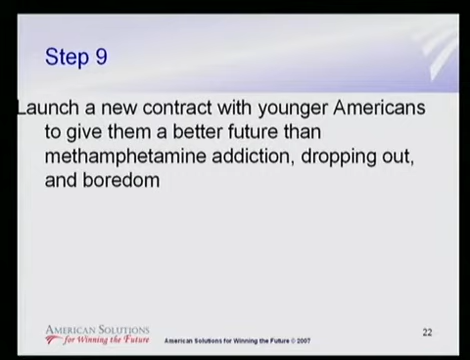 Step 9
Launch a new contract with younger Americans
to give them a better future than
methamphetamine addiction, dropping out,
and boredom
AMERICAN SOLUTIONS
for Winning the Future
American Solutions for Winning the Future © 2007
22